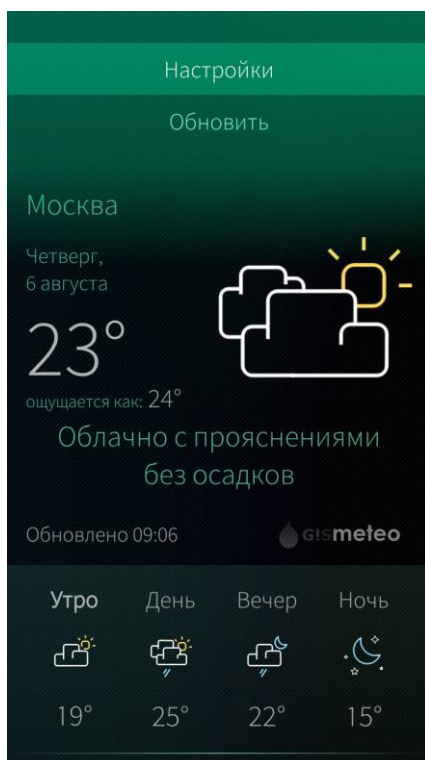 Настройки
Обновить
Москва
Четверг,
6 августа
23°
ощущается как: 24°
Облачно с прояснениями
без осадков
Обновлено 09:06 GISmeteo
Утро День Вечер Ночь
19° 25° 22° 15°